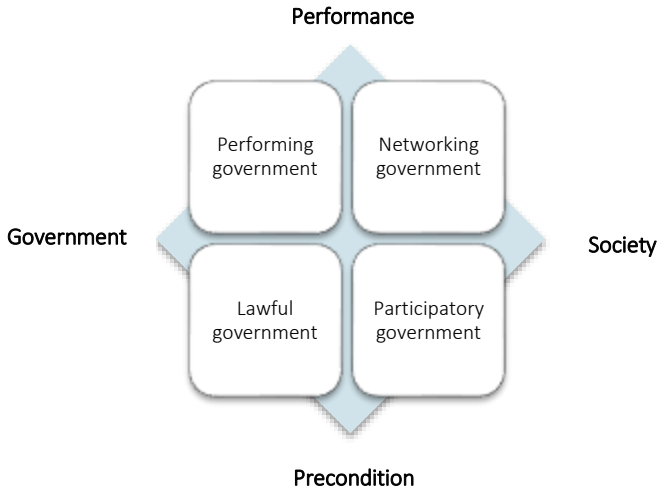 Performance
Performing
government
Networking
government
Government
Society
Lawful
government
Participatory
government
Precondition